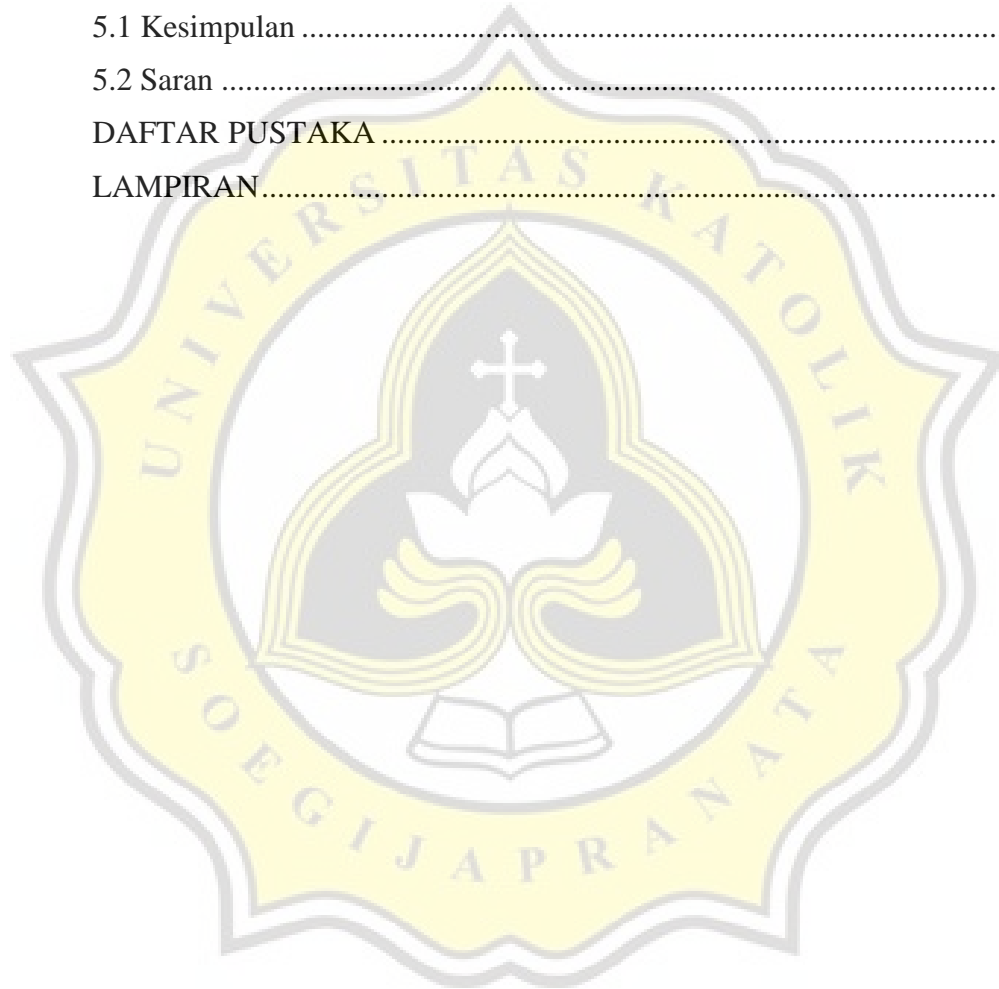 5.1 Kesimpulan ........................................................................................
5.2 Saran ..................................................................................................
DAFTAR PUSTAKA .............................................................................
LAMPIRAN............................................................................................
UNIVERSITAS KATOLIK
SOEGIJAPRANATA